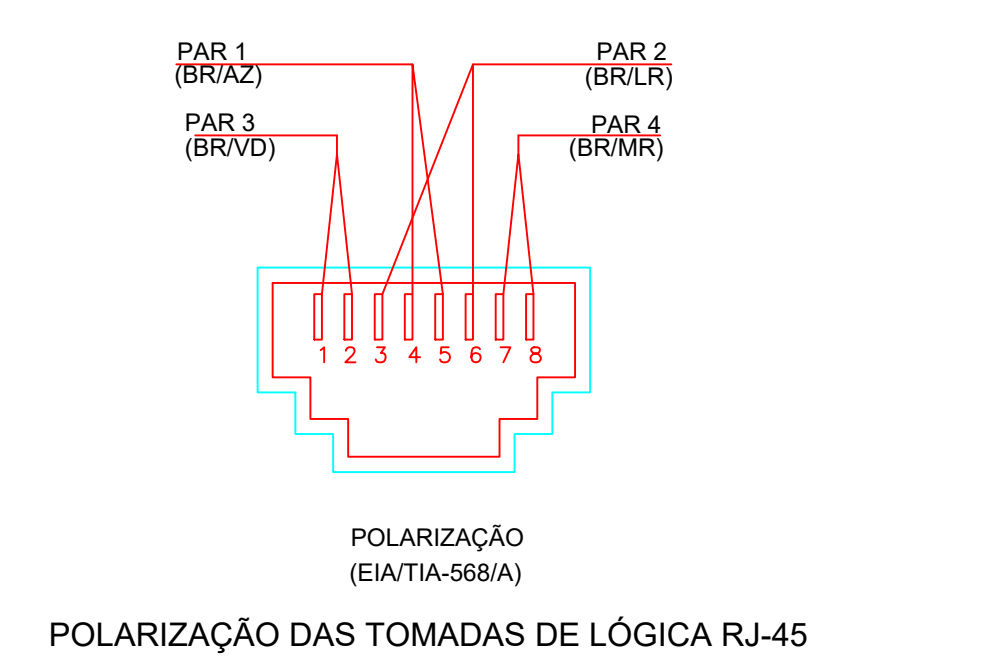 PAR 1
(BR/AZ)
PAR 2
(BR/LR)
PAR 3
(BR/VD)
PAR 4
(BR/MR)
1 2 3 4 5 6 7 8
POLARIZAÇÃO
(EIA/TIA-568/A)
POLARIZAÇÃO DAS TOMADAS DE LÓGICA RJ-45